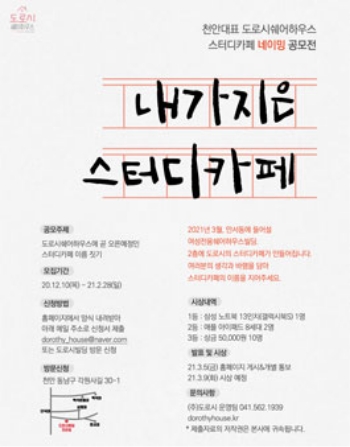 도로시
쉐어하우스
천안대표 도로시쉐어하우스
스터디카페 네이밍 공모전
내가지은
스터디카페
공모주제
도로시쉐어하우스에 곧 오픈예정인
스터디카페 이름 짓기
모집기간
20.12.10(목) - 21.2.28(일)
신청방법
홈페이지에서 양식 내려받아
아래 메일 주소로 신청서 제출
dorothy_house@naver.com
또는 도로시빌딩 방문 신청
방문신청
천안 동남구 각원사길 30-1
2021년 3월, 안서동에 들어설
여성전용쉐어하우스빌딩.
2층에 도로시의 스터디카페가 만들어집니다.
여러분의 생각과 바램을 담아
스터디카페의 이름을 지어주세요.
시상내역
1등 : 삼성 노트북 13인치(갤럭시북S) 1명
2등 : 애플 아이패드 8세대 2명
3등 : 상금 50,000원 10명
발표 및 시상
21.3.5(금) 홈페이지 게시&개별 통보
21.3.9(화) 시상 예정
문의사항
(주)도로시 운영팀 041.562.1939
dorothyhouse.kr
* 제출자료의 저작권은 본사에 귀속됩니다.